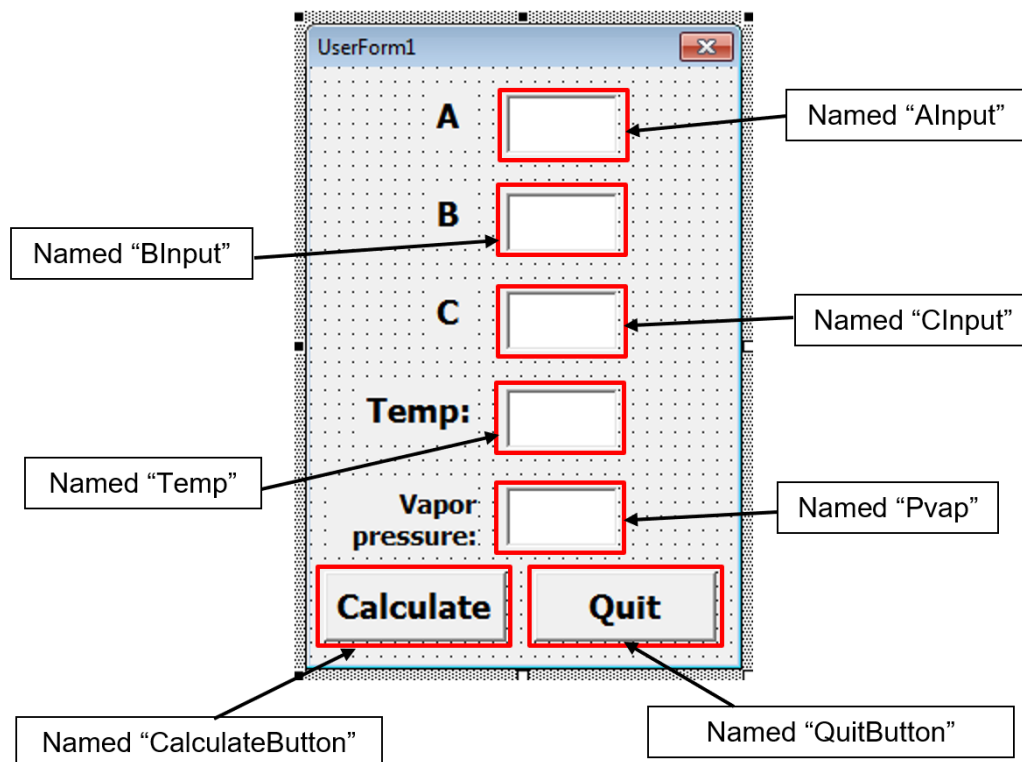 UserForm1
A
Named “AInput”
B
Named “BInput”
C
Named “CInput”
Temp:
Named “Temp”
Vapor
pressure:
Named “Pvap”
Calculate
Quit
Named “CalculateButton”
Named “QuitButton”